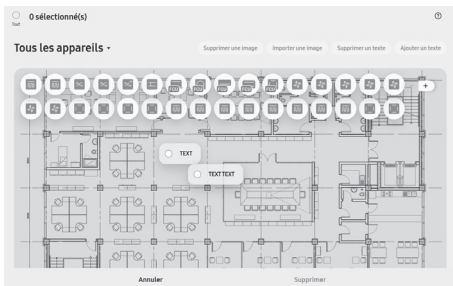 0 sélectionné(s)
Tout
Tous les appareils
Supprimer une image
Importer une image
Supprimer un texte
Ajouter un texte
TEXT
TEXT TEXT
Annuler
Supprimer